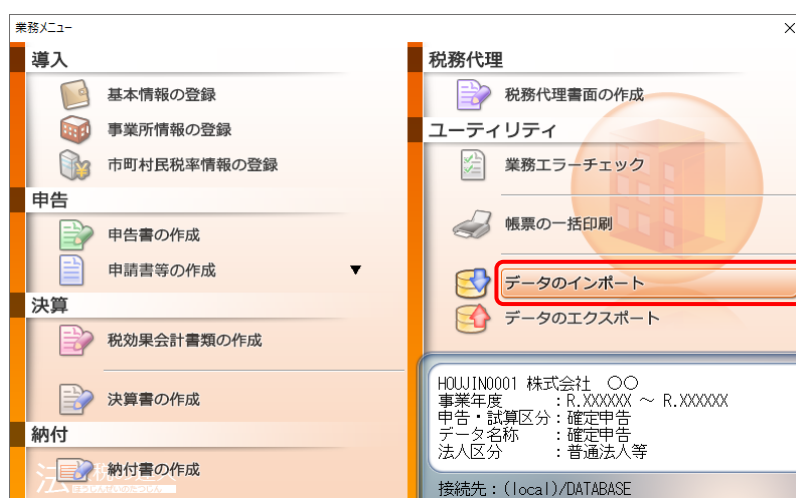 業務メニュー
導入
基本情報の登録
事業所情報の登録
市町村民税率情報の登録
申告
申告書の作成
申請書等の作成 ▼
決算
税効果会計書類の作成
決算書の作成
納付
納付書の作成
税務代理
税務代理書面の作成
ユーティリティ
業務エラーチェック
帳票の一括印刷
データのインポート
データのエクスポート
HOUJIN0001 株式会社 〇〇
事業年度 : R.XXXXXX ～ R.XXXXXX
申告・試算区分 : 確定申告
データ名称 : 確定申告
法人区分 : 普通法人等
接続先 : (local)/DATABASE